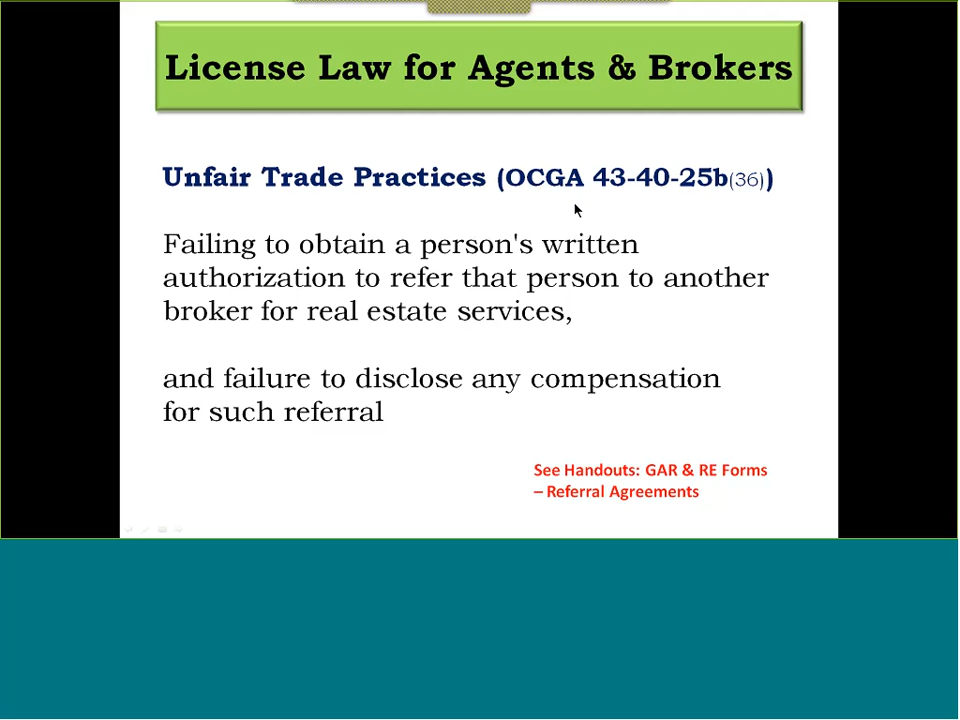 License Law for Agents & Brokers
Unfair Trade Practices (OCGA 43-40-25b(36))
Failing to obtain a person's written
authorization to refer that person to another
broker for real estate services,
and failure to disclose any compensation
for such referral
See Handouts: GAR & RE Forms
– Referral Agreements